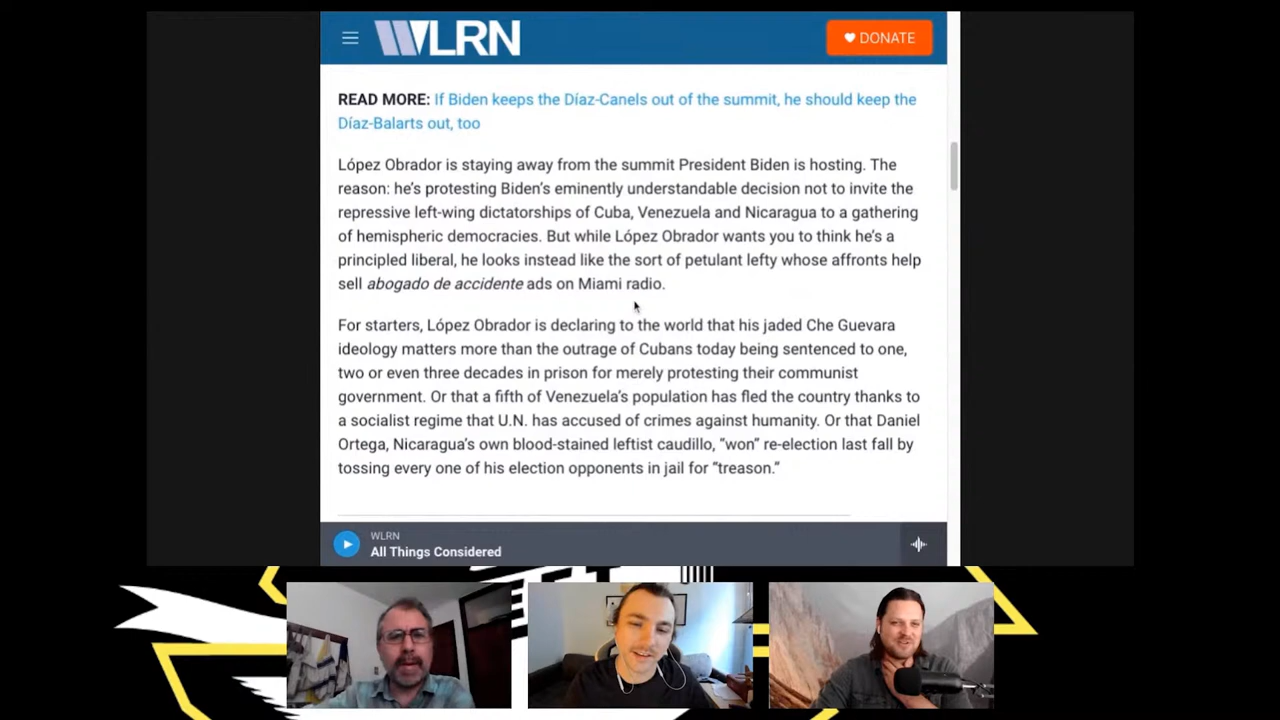 WLRN
DONATE
READ MORE: If Biden keeps the Díaz-Canels out of the summit, he should keep the
Díaz-Balarts out, too
López Obrador is staying away from the summit President Biden is hosting. The
reason: he's protesting Biden's eminently understandable decision not to invite the
repressive left-wing dictatorships of Cuba, Venezuela and Nicaragua to a gathering
of hemispheric democracies. But while López Obrador wants you to think he's a
principled liberal, he looks instead like the sort of petulant lefty whose affronts help
sell abogado de accidente ads on Miami radio.
For starters, López Obrador is declaring to the world that his jaded Che Guevara
ideology matters more than the outrage of Cubans today being sentenced to one,
two or even three decades in prison for merely protesting their communist
government. Or that a fifth of Venezuela's population has fled the country thanks to
a socialist regime that U.N. has accused of crimes against humanity. Or that Daniel
Ortega, Nicaragua's own blood-stained leftist caudillo, “won” re-election last fall by
tossing every one of his election opponents in jail for “treason.”
WLRN
All Things Considered